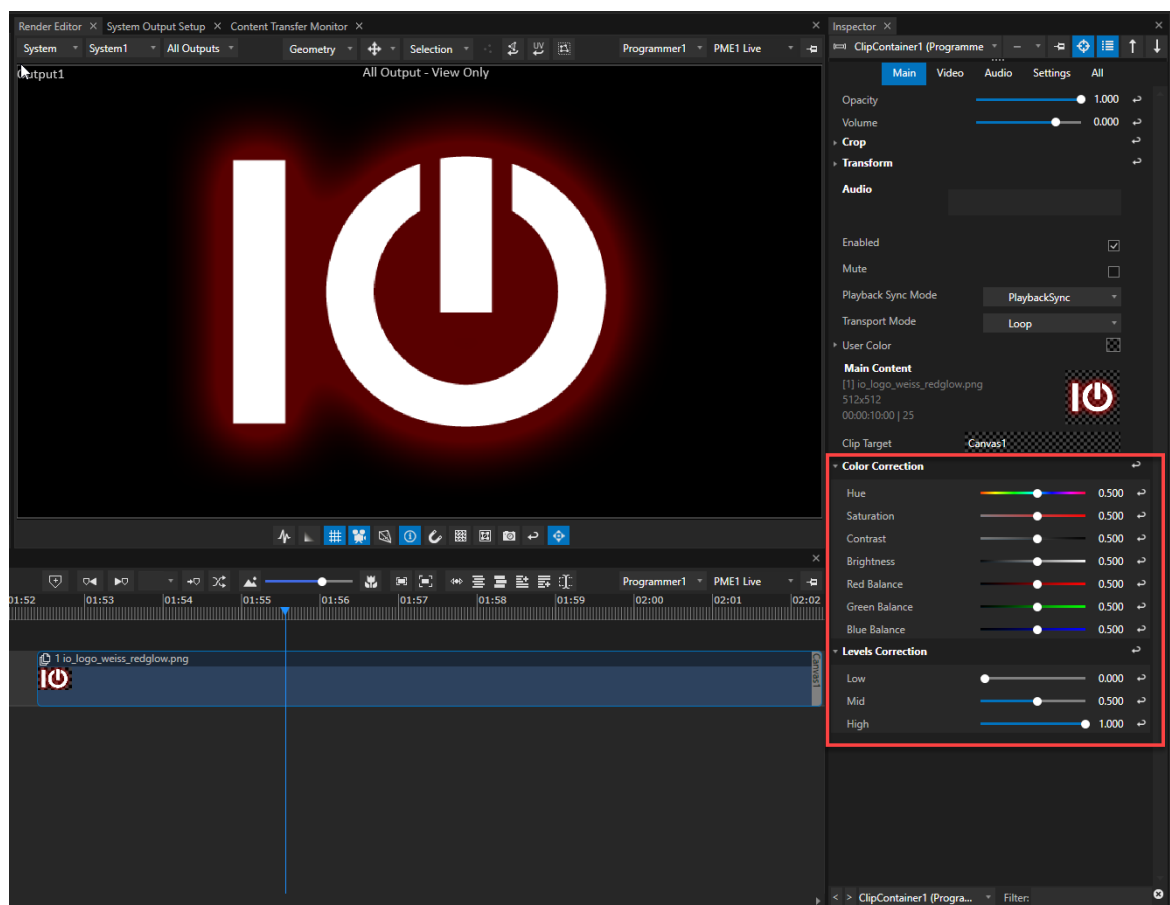 Render Editor
System Output Setup
Content Transfer Monitor
System
System1
All Outputs
Geometry
Selection
UV
Programmer1
PME1 Live
All Output - View Only
IO
01:53
01:54
01:55
01:56
01:57
01:58
01:59
02:00
02:01
02:02
Programmer1
PME1 Live
1 io_logo_weiss_redglow.png
Canvas1
Inspector
ClipContainer1 (Programme
Main
Video
Audio
Settings
All
Opacity 1.000
Volume 0.000
Crop
Transform
Audio
Enabled
Mute
Playback Sync Mode PlaybackSync
Transport Mode Loop
User Color
Main Content
[1] io_logo_weiss_redglow.png
512x512
00:00:10:00 | 25
Clip Target Canvas1
Color Correction
Hue 0.500
Saturation 0.500
Contrast 0.500
Brightness 0.500
Red Balance 0.500
Green Balance 0.500
Blue Balance 0.500
Levels Correction
Low 0.000
Mid 0.500
High 1.000
< > ClipContainer1 (Progra... Filter: